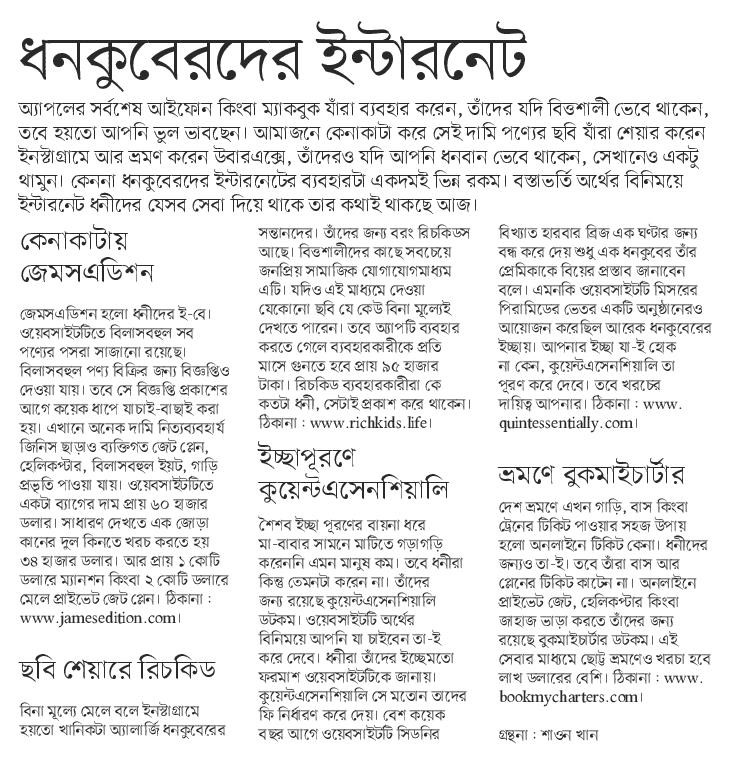 ধনকুবেরদের ইন্টারনেট
অ্যাপলের সর্বশেষ আইফোন কিংবা ম্যাকবুক যাঁরা ব্যবহার করেন, তাঁদের যদি বিত্তশালী ভেবে থাকেন,
তবে হয়তো আপনি ভুল ভাবছেন। আমাজনে কেনাকাটা করে সেই দামি পণ্যের ছবি যাঁরা শেয়ার করেন
ইনস্টাগ্রামে আর ভ্রমণ করেন উবারএক্সে, তাঁদেরও যদি আপনি ধনবান ভেবে থাকেন, সেখানেও একটু
থামুন। কেননা ধনকুবেরদের ইন্টারনেটের ব্যবহারটা একদমই ভিন্ন রকম। বস্তাভর্তি অর্থের বিনিময়ে
ইন্টারনেট ধনীদের যেসব সেবা দিয়ে থাকে তার কথাই থাকছে আজ।
কেনাকাটায়
জেমসএডিশন
জেমসএডিশন হলো ধনীদের ই-বে।
ওয়েবসাইটটিতে বিলাসবহুল সব
পণ্যের পসরা সাজানো রয়েছে।
বিলাসবহুল পণ্য বিক্রির জন্য বিজ্ঞপ্তিও
দেওয়া যায়। তবে সে বিজ্ঞপ্তি প্রকাশের
আগে কয়েক ধাপে যাচাই-বাছাই করা
হয়। এখানে অনেক দামি নিত্যব্যবহার্য
জিনিস ছাড়াও ব্যক্তিগত জেট প্লেন,
হেলিকপ্টার, বিলাসবহুল ইয়ট, গাড়ি
প্রভৃতি পাওয়া যায়। ওয়েবসাইটটিতে
একটা ব্যাগের দাম প্রায় ৬০ হাজার
ডলার। সাধারণ দেখতে এক জোড়া
কানের দুল কিনতে খরচ করতে হয়
৩৪ হাজার ডলার। আর প্রায় ১ কোটি
ডলারে ম্যানশন কিংবা ২ কোটি ডলারে
মেলে প্রাইভেট জেট প্লেন। ঠিকানা :
www.jamesedition.com।
ছবি শেয়ারে রিচকিড
বিনা মূল্যে মেলে বলে ইনস্টাগ্রামে
হয়তো খানিকটা অ্যালার্জি ধনকুবেরের
সন্তানদের। তাঁদের জন্য বরং রিচকিডস
আছে। বিত্তশালীদের কাছে সবচেয়ে
জনপ্রিয় সামাজিক যোগাযোগমাধ্যম
এটি। যদিও এই মাধ্যমে দেওয়া
যেকোনো ছবি যে কেউ বিনা মূল্যেই
দেখতে পারেন। তবে অ্যাপটি ব্যবহার
করতে গেলে ব্যবহারকারীকে প্রতি
মাসে গুনতে হবে প্রায় ৯৫ হাজার
টাকা। রিচকিড ব্যবহারকারীরা কে
কতটা ধনী, সেটাই প্রকাশ করে থাকেন।
ঠিকানা : www.richkids.life।
ইচ্ছাপূরণে
কুয়েন্টএসেনশিয়ালি
শৈশব ইচ্ছা পূরণের বায়না ধরে
মা-বাবার সামনে মাটিতে গড়াগড়ি
করেননি এমন মানুষ কম। তবে ধনীরা
কিন্তু তেমনটা করেন না। তাঁদের
জন্য রয়েছে কুয়েন্টএসেনশিয়ালি
ডটকম। ওয়েবসাইটটি অর্থের
বিনিময়ে আপনি যা চাইবেন তা-ই
করে দেবে। ধনীরা তাঁদের ইচ্ছেমতো
ফরমাশ ওয়েবসাইটটিকে জানায়।
কুয়েন্টএসেনশিয়ালি সে মতোন তাদের
ফি নির্ধারণ করে দেয়। বেশ কয়েক
বছর আগে ওয়েবসাইটটি সিডনির
বিখ্যাত হারবার ব্রিজ এক ঘণ্টার জন্য
বন্ধ করে দেয় শুধু এক ধনকুবের তাঁর
প্রেমিকাকে বিয়ের প্রস্তাব জানাবেন
বলে। এমনকি ওয়েবসাইটটি মিসরের
পিরামিডের ভেতর একটি অনুষ্ঠানেরও
আয়োজন করেছিল আরেক ধনকুবেরের
ইচ্ছায়। আপনার ইচ্ছা যা-ই হোক
না কেন, কুয়েন্টএসেনশিয়ালি তা
পূরণ করে দেবে। তবে খরচের
দায়িত্ব আপনার। ঠিকানা : www.
quintessentially.com।
ভ্রমণে বুকমাইচার্টার
দেশ ভ্রমণে এখন গাড়ি, বাস কিংবা
ট্রেনের টিকিট পাওয়ার সহজ উপায়
হলো অনলাইনে টিকিট কেনা। ধনীদের
জন্যও তা-ই। তবে তাঁরা বাস আর
প্লেনের টিকিট কাটেন না। অনলাইনে
প্রাইভেট জেট, হেলিকপ্টার কিংবা
জাহাজ ভাড়া করতে তাঁদের জন্য
রয়েছে বুকমাইচার্টার ডটকম। এই
সেবার মাধ্যমে ছোট্ট ভ্রমণেও খরচা হবে
লাখ ডলারের বেশি। ঠিকানা : www.
bookmycharters.com।
গ্রন্থনা : শাওন খান